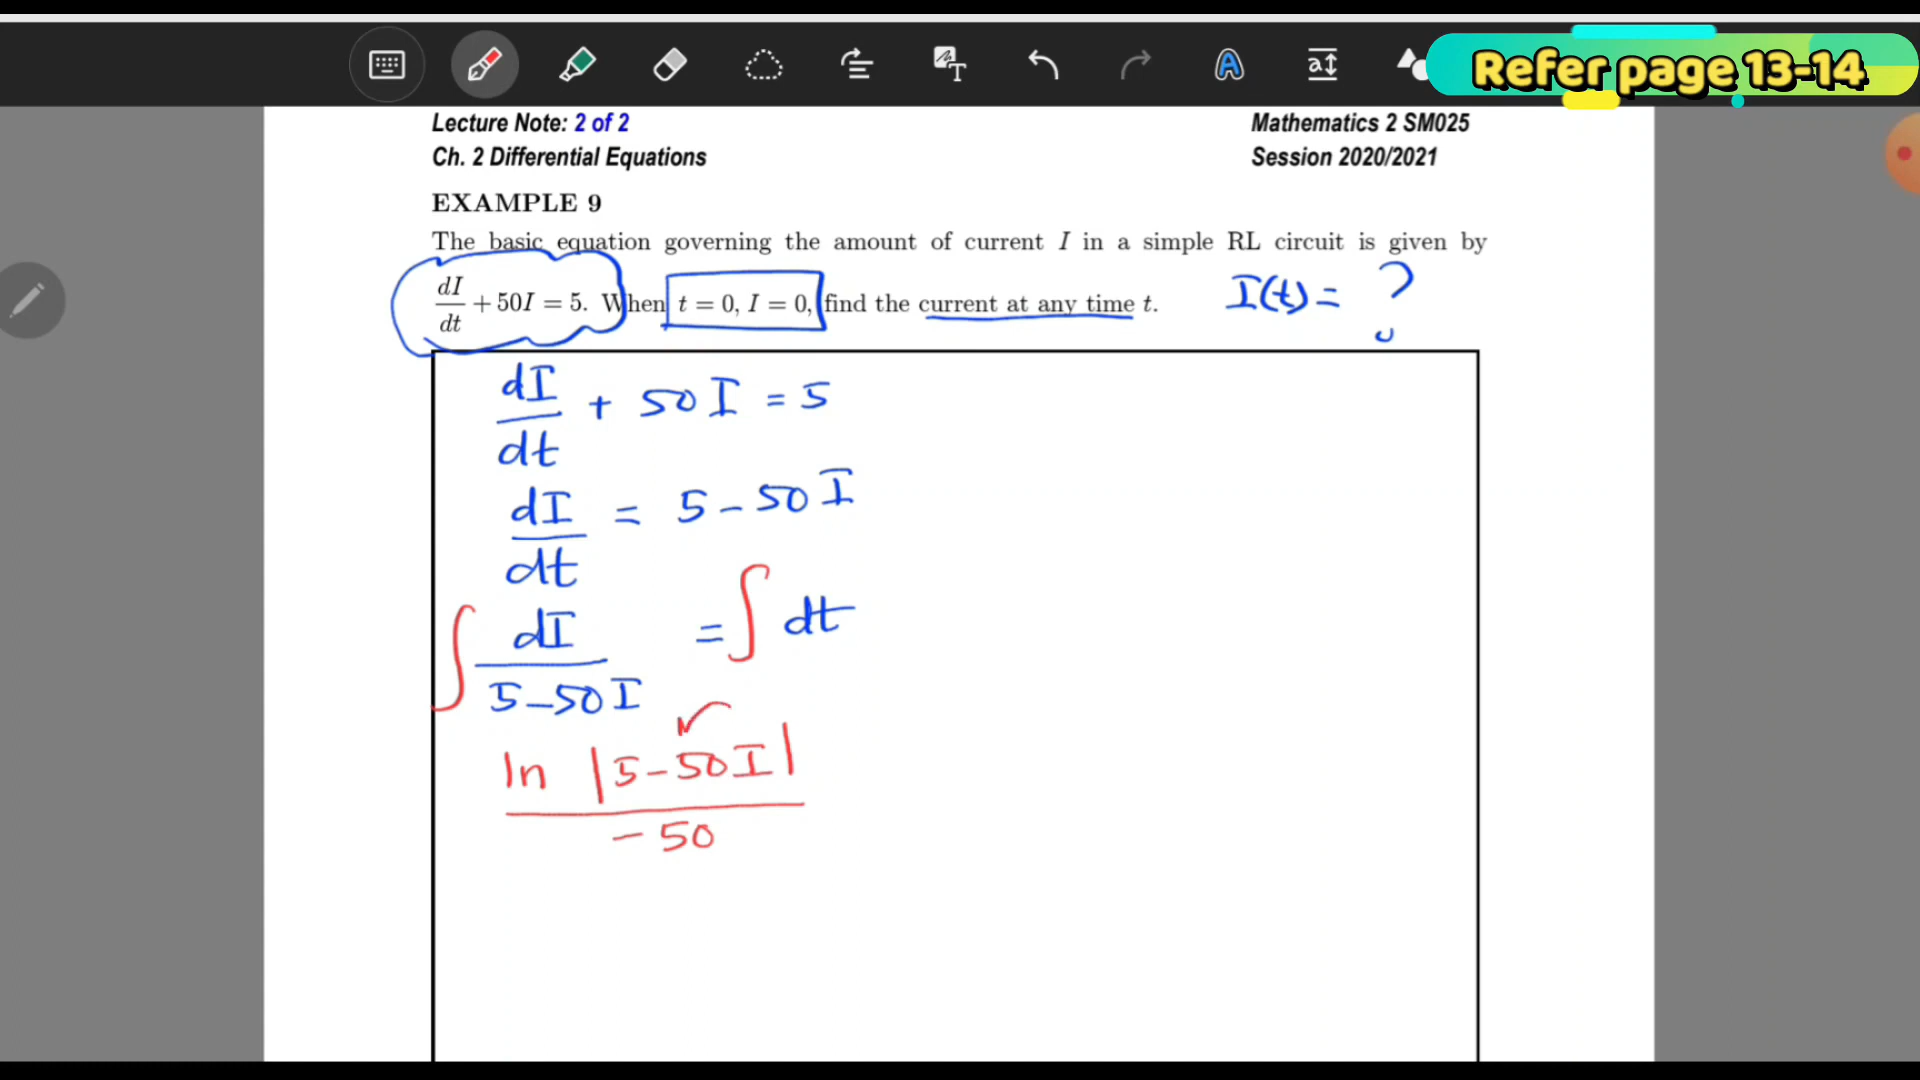 Refer page 13-14
Lecture Note: 2 of 2
Mathematics 2 SM025
Ch. 2 Differential Equations
Session 2020/2021
EXAMPLE 9
The basic equation governing the amount of current I in a simple RL circuit is given by
dI/dt + 50I = 5. When t = 0, I = 0, find the current at any time t.
I(t) = ?
dI/dt + 50I = 5
dI/dt = 5 - 50I
∫ dI/(5-50I) = ∫ dt
ln |5-50I| / -50